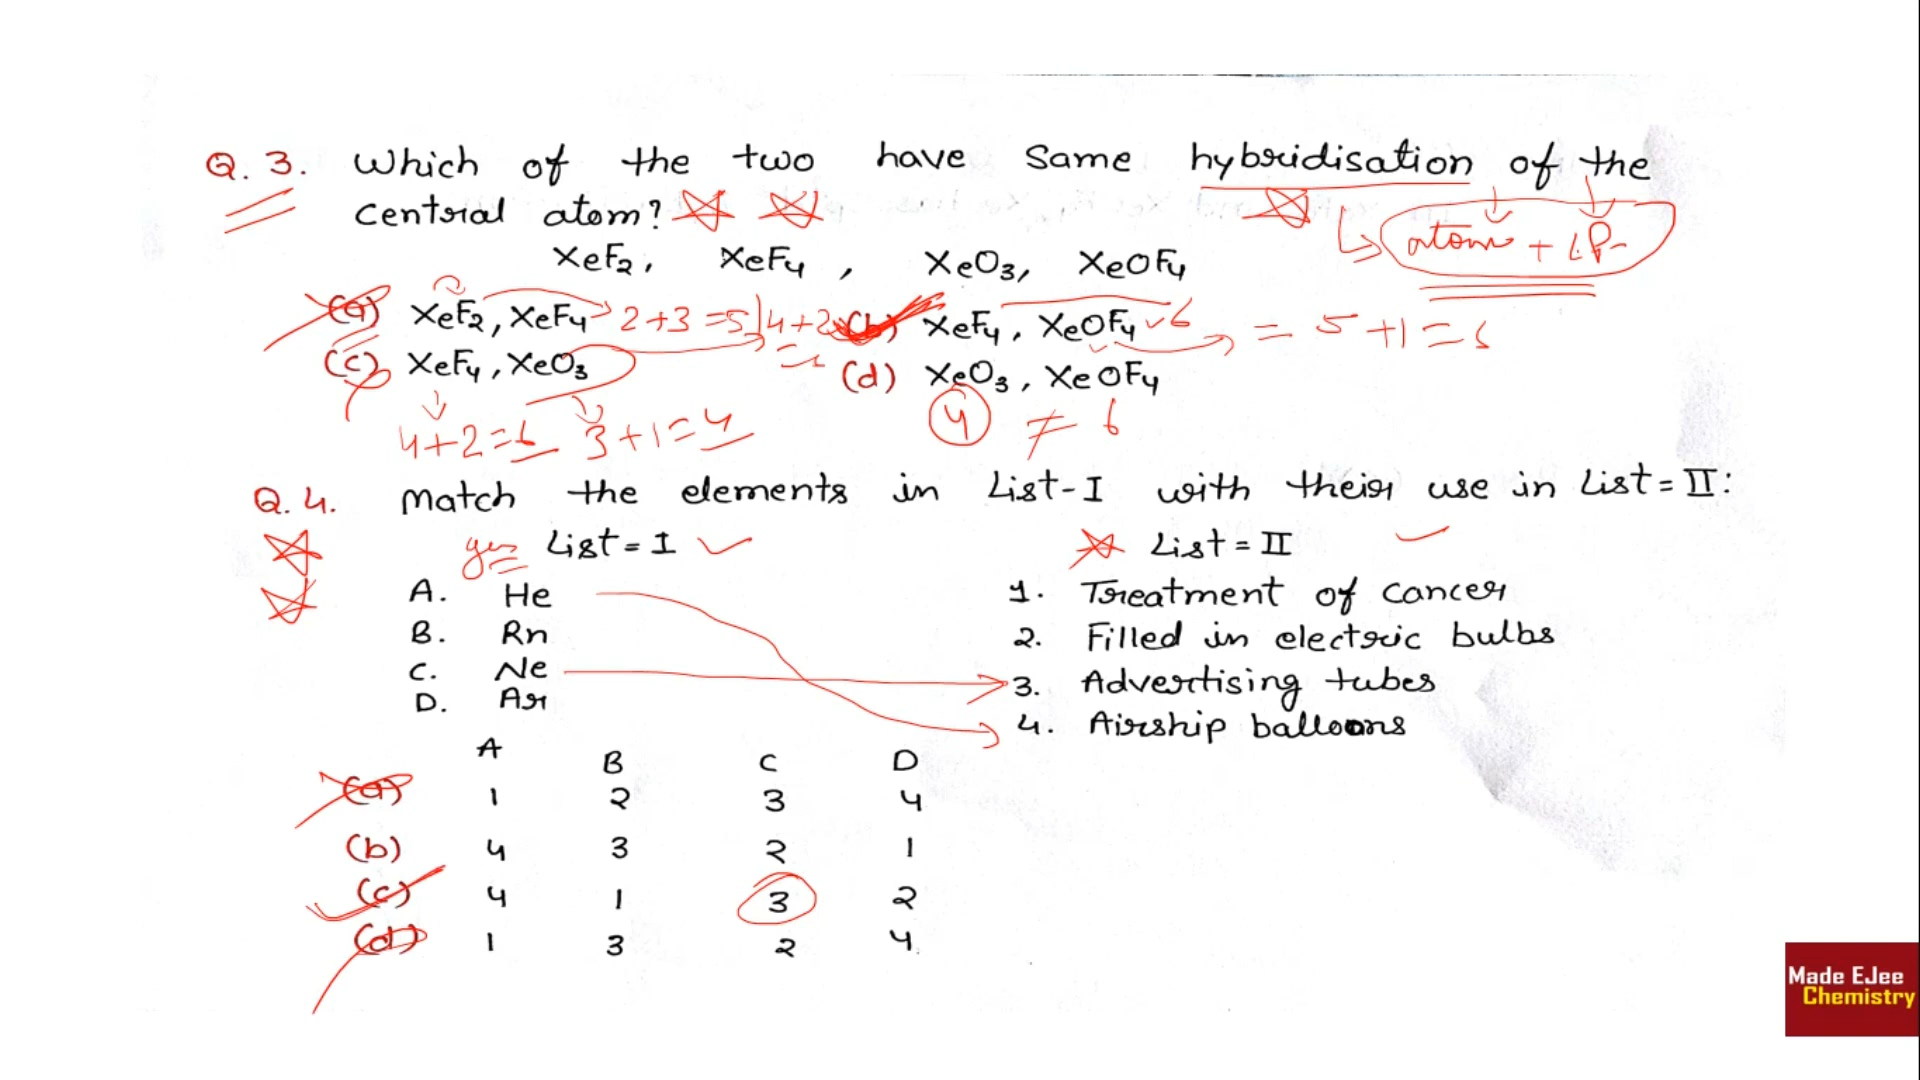 Q. 3. Which of the two have same hybridisation of the
central atom?
atom + LP
XeF2, XeF4, XeO3, XeOF4
(a) XeF2, XeF4 2+3=5 4+2 (b) XeF4, XeOF4 6 = 5+1=6
(c) XeF4, XeO3 (d) XeO3, XeOF4
4+2=6 3+1=4 4 ≠ 6
Q. 4. Match the elements in List-I with their use in List=II:
List=I List=II
A. He 1. Treatment of cancer
B. Rn 2. Filled in electric bulbs
C. Ne 3. Advertising tubes
D. Ar 4. Airship balloons
A B C D
(a) 1 2 3 4
(b) 4 3 2 1
(c) 4 1 3 2
(d) 1 3 2 4
Made EJee
Chemistry